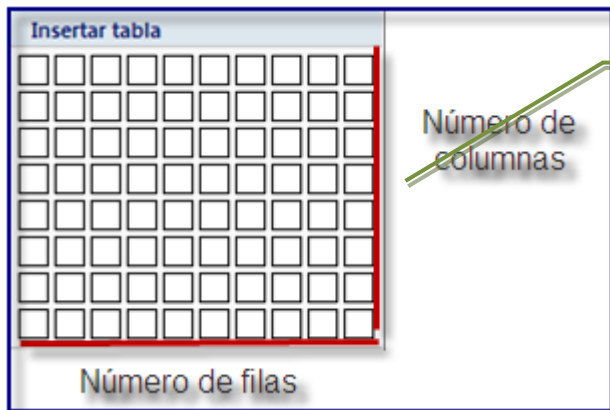 Insertar tabla
Número de
columnas
Número de filas